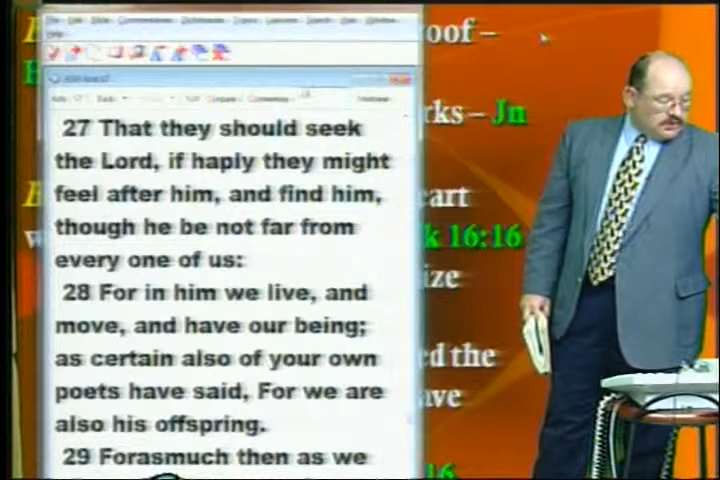 oof –
rks – Jn
eart
k 16:16
ize
ed the
ave
16
27 That they should seek
the Lord, if haply they might
feel after him, and find him,
though he be not far from
every one of us:
28 For in him we live, and
move, and have our being;
as certain also of your own
poets have said, For we are
also his offspring.
29 Forasmuch then as we